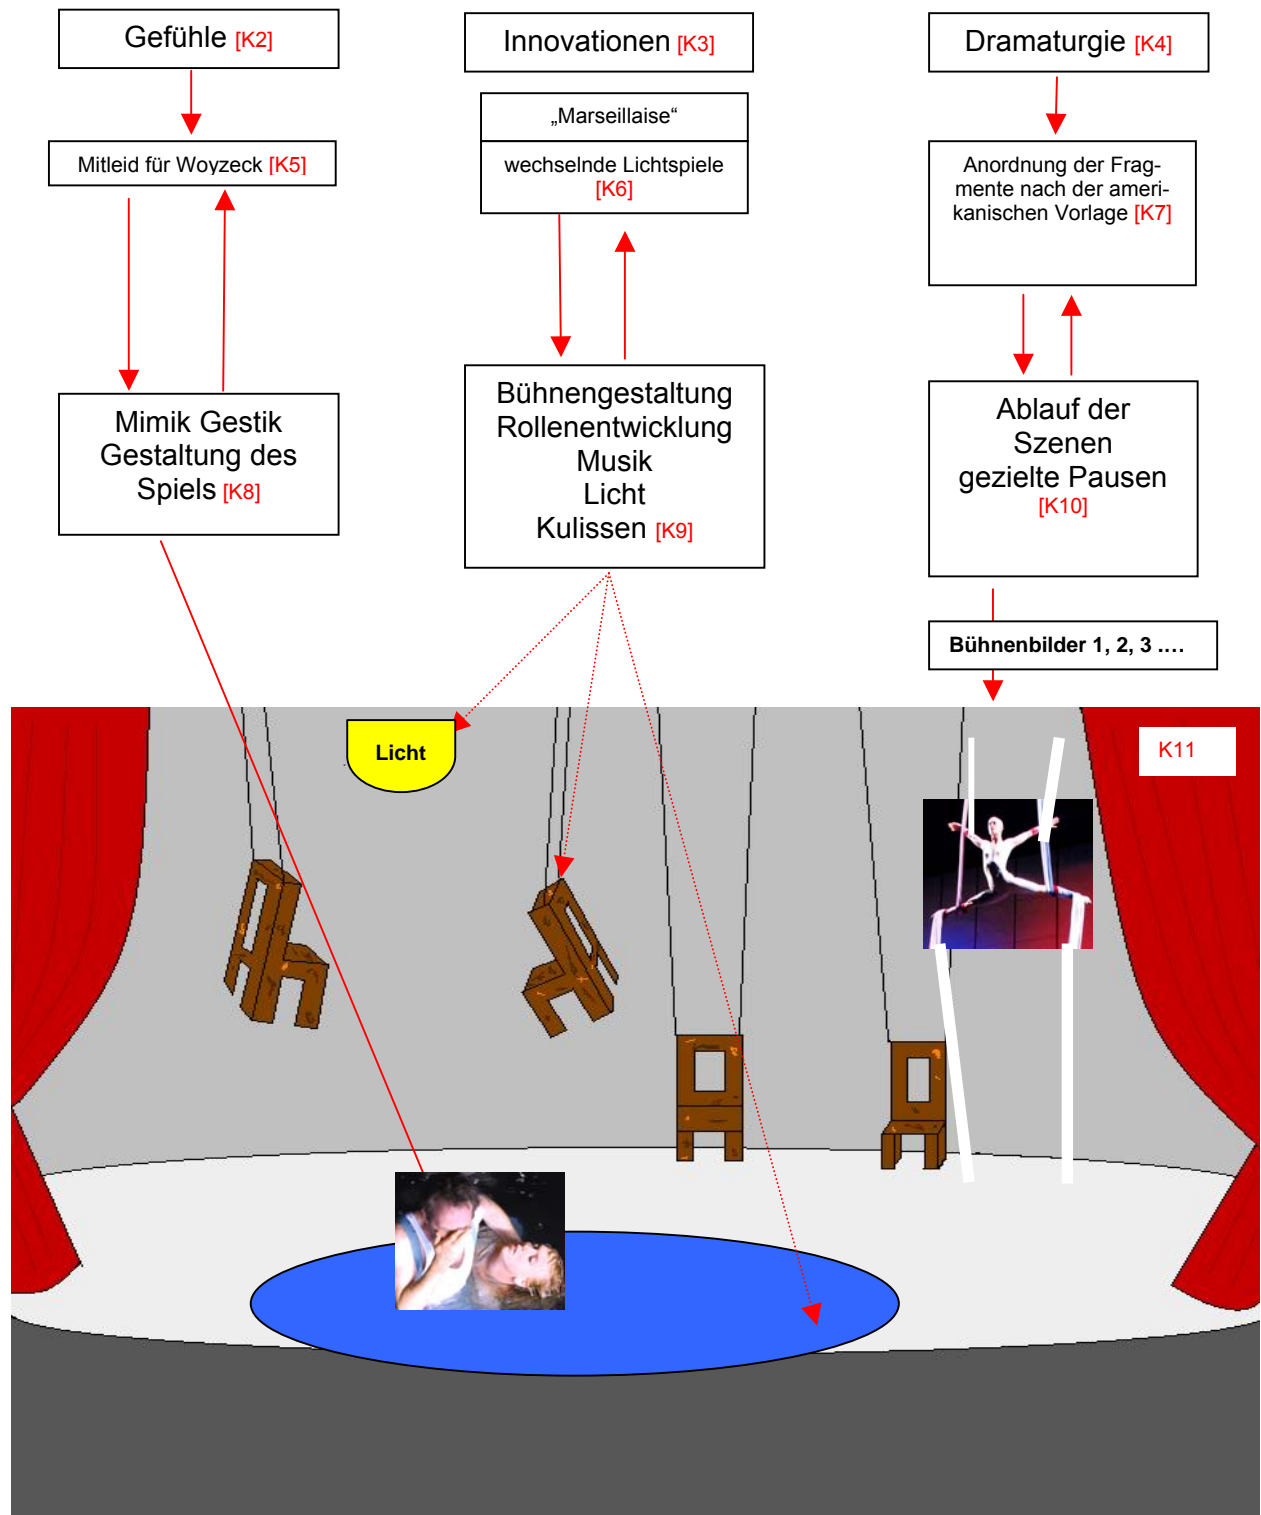 Gefühle [K2]
Innovationen [K3]
Dramaturgie [K4]
„Marseillaise“
wechselnde Lichtspiele
[K6]
Mitleid für Woyzeck [K5]
Anordnung der Frag-
mente nach der ameri-
kanischen Vorlage [K7]
Mimik Gestik
Gestaltung des
Spiels [K8]
Bühnengestaltung
Rollenentwicklung
Musik
Licht
Kulissen [K9]
Ablauf der
Szenen
gezielte Pausen
[K10]
Bühnenbilder 1, 2, 3 ....
Licht
K11